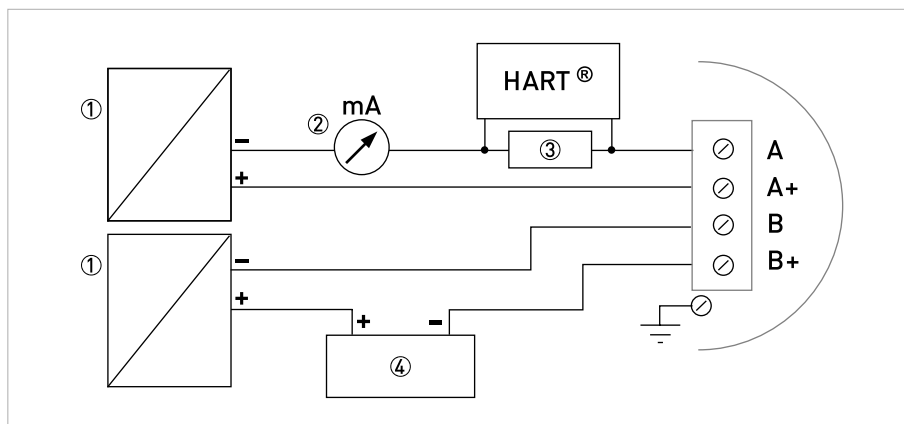 HART ®
mA
①
②
−
③
A
+
A+
B
①
−
B+
+
+
−
④